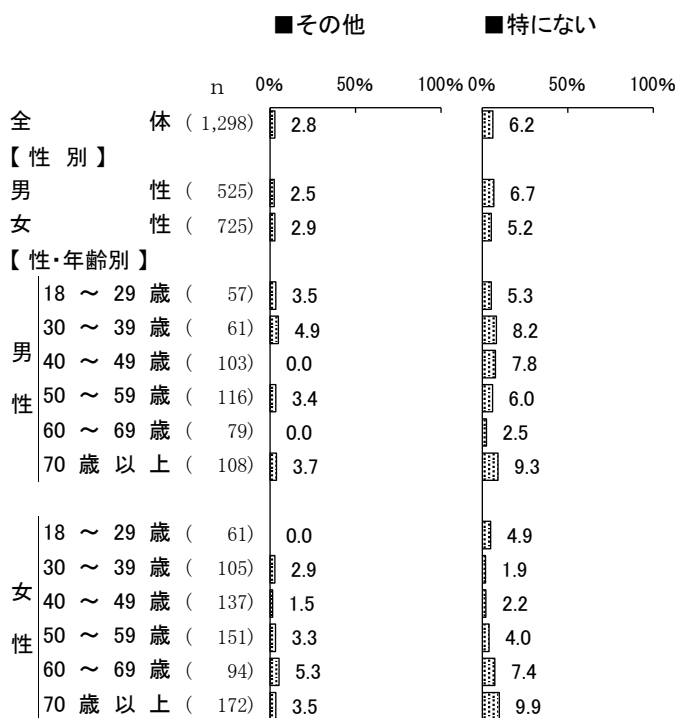 ■その他 ■特にない
n 0% 50% 100% 0% 50% 100%
全体 ( 1,298) 2.8 6.2
【 性 別 】
男性 ( 525) 2.5 6.7
女性 ( 725) 2.9 5.2
【 性・年齢別 】
男性
18 ～ 29 歳 ( 57) 3.5 5.3
30 ～ 39 歳 ( 61) 4.9 8.2
40 ～ 49 歳 ( 103) 0.0 7.8
50 ～ 59 歳 ( 116) 3.4 6.0
60 ～ 69 歳 ( 79) 0.0 2.5
70 歳 以 上 ( 108) 3.7 9.3
女性
18 ～ 29 歳 ( 61) 0.0 4.9
30 ～ 39 歳 ( 105) 2.9 1.9
40 ～ 49 歳 ( 137) 1.5 2.2
50 ～ 59 歳 ( 151) 3.3 4.0
60 ～ 69 歳 ( 94) 5.3 7.4
70 歳 以 上 ( 172) 3.5 9.9